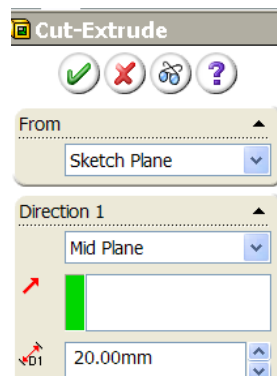 Cut-Extrude
?
From
Sketch Plane
Direction 1
Mid Plane
D1
20.00mm